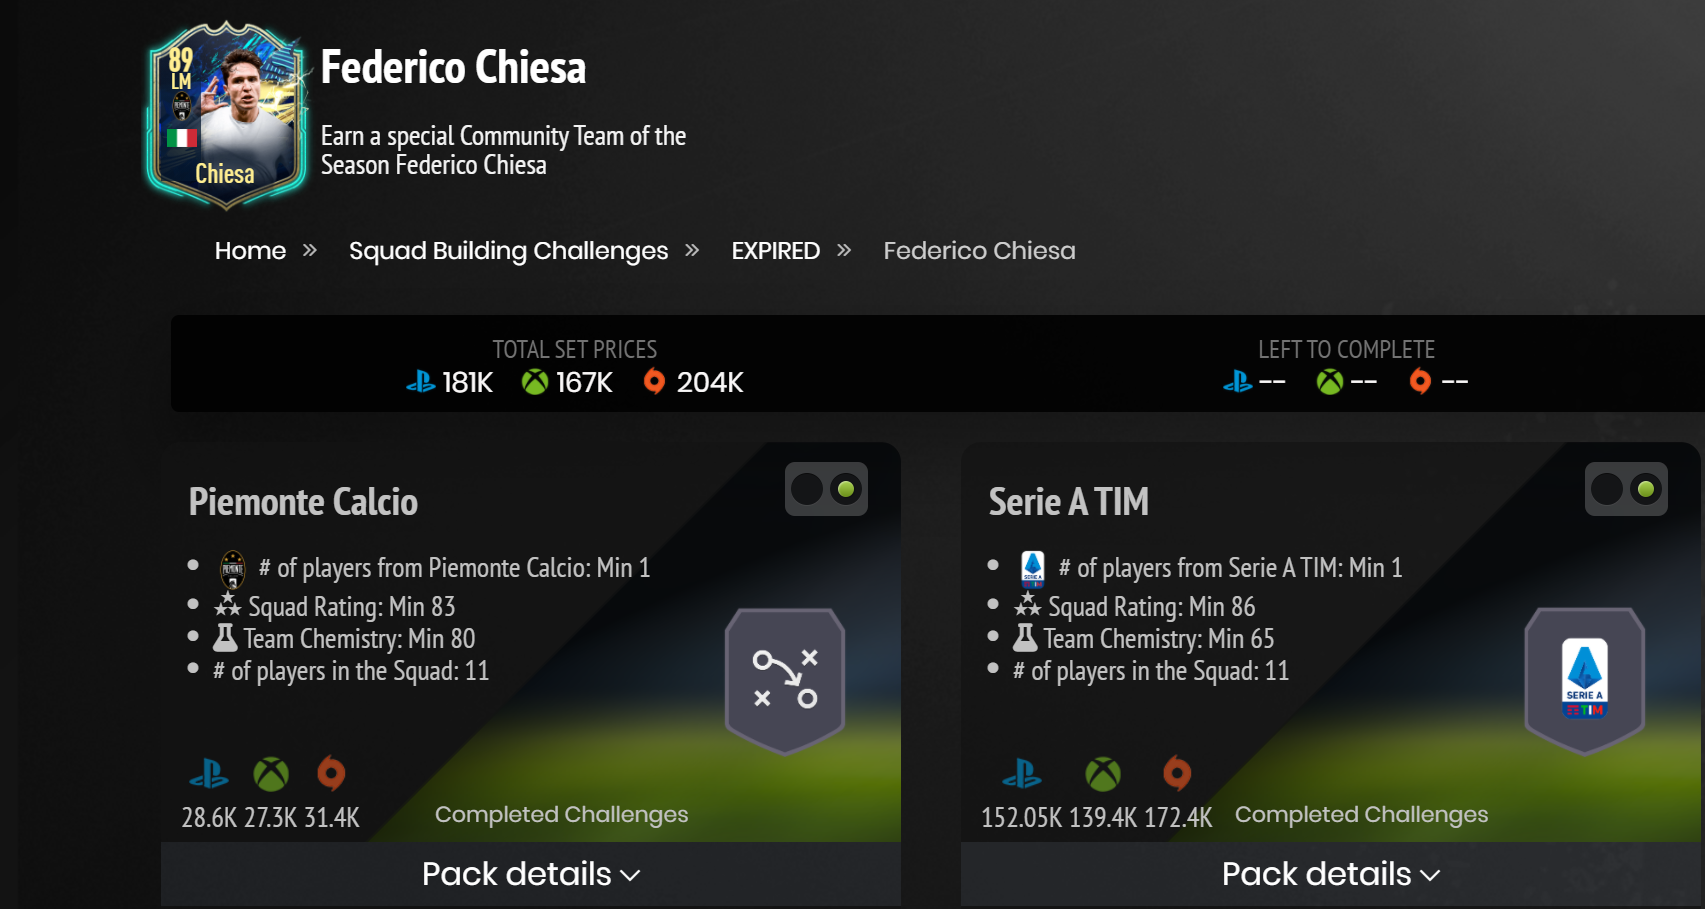 89
LM
PIEMONTE
Chiesa
Federico Chiesa
Earn a special Community Team of the
Season Federico Chiesa
Home » Squad Building Challenges » EXPIRED » Federico Chiesa
TOTAL SET PRICES
181K 167K 204K
LEFT TO COMPLETE
-- -- --
Piemonte Calcio
PIEMONTE
# of players from Piemonte Calcio: Min 1
Squad Rating: Min 83
Team Chemistry: Min 80
# of players in the Squad: 11
28.6K 27.3K 31.4K
Completed Challenges
Pack details
Serie A TIM
SERIE A
TIM
# of players from Serie A TIM: Min 1
Squad Rating: Min 86
Team Chemistry: Min 65
# of players in the Squad: 11
SERIE A
TIM
152.05K 139.4K 172.4K
Completed Challenges
Pack details